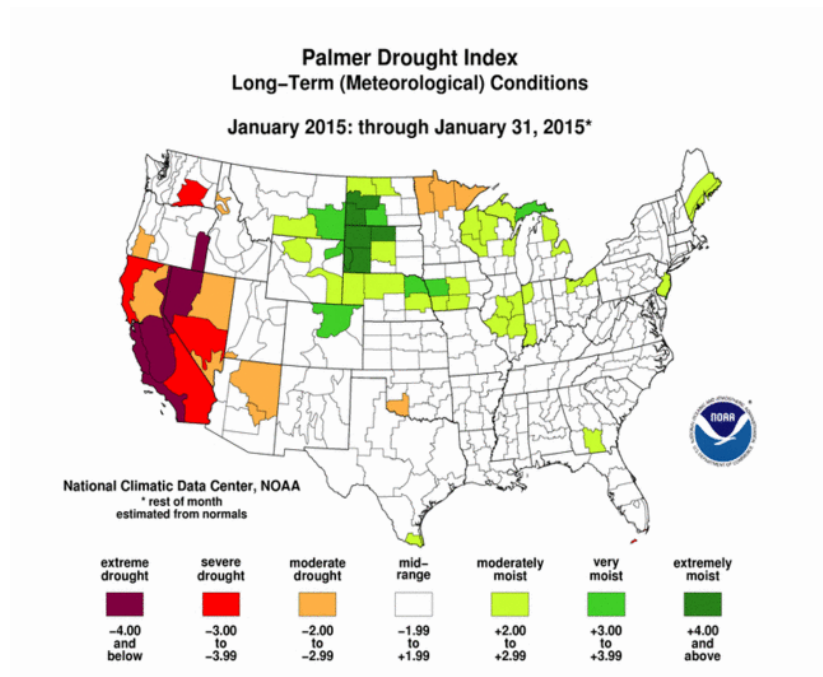 Palmer Drought Index
Long−Term (Meteorological) Conditions
January 2015: through January 31, 2015*
NOAA
National Climatic Data Center, NOAA
* rest of month
estimated from normals
extreme drought
severe drought
moderate drought
mid− range
moderately moist
very moist
extremely moist
−4.00 and below
−3.00 to −3.99
−2.00 to −2.99
−1.99 to +1.99
+2.00 to +2.99
+3.00 to +3.99
+4.00 and above